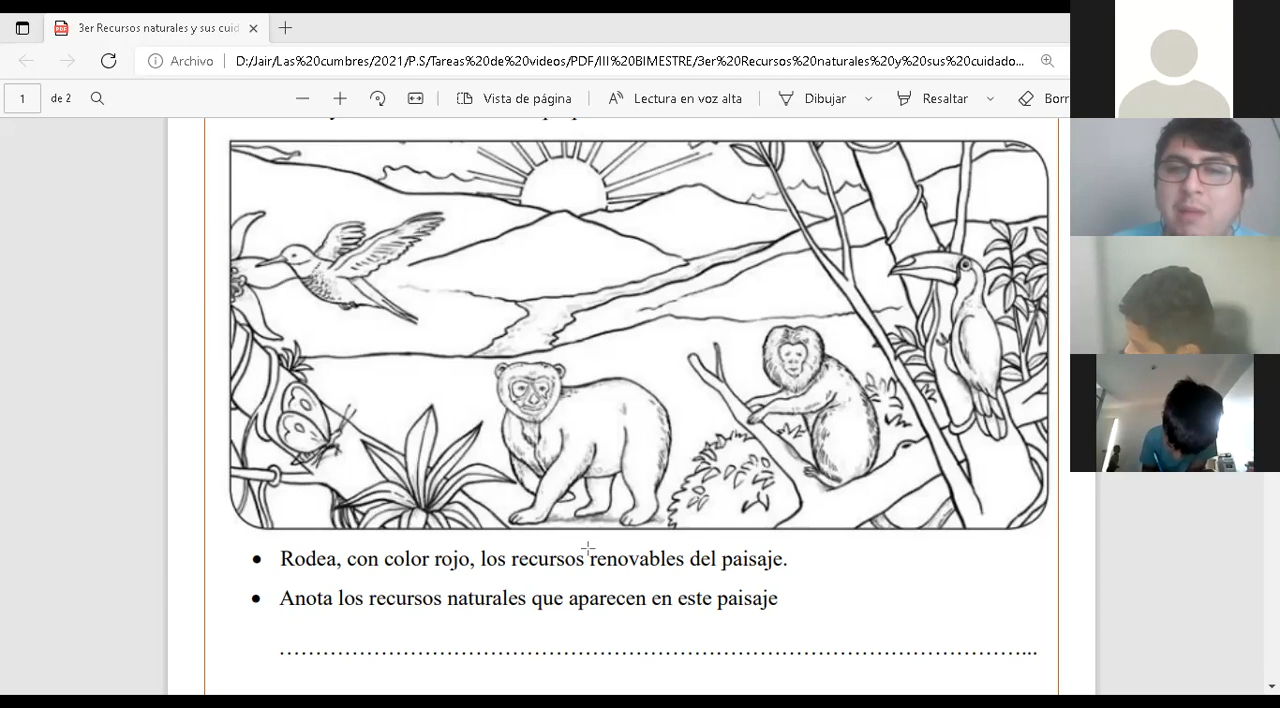 3er Recursos naturales y sus cuid
Archivo
D:/Jair/Las%20cumbres/2021/P.S/Tareas%20de%20videos/PDF/III%20BIMESTRE/3er%20Recursos%20naturales%20y%20sus%20cuidado...
1
de 2
Vista de página
Lectura en voz alta
Dibujar
Resaltar
Borr
Rodea, con color rojo, los recursos renovables del paisaje.
Anota los recursos naturales que aparecen en este paisaje